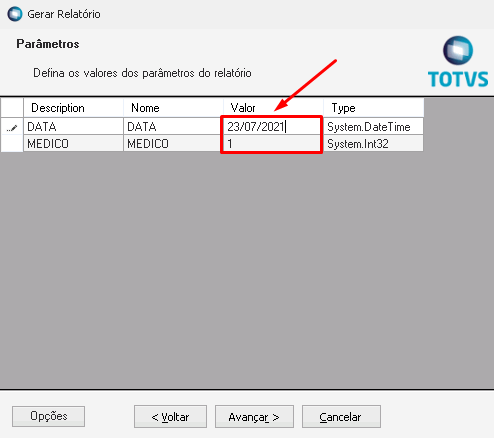 Gerar Relatório
Parâmetros
Defina os valores dos parâmetros do relatório
TOTVS
Description Nome Valor Type
DATA DATA 23/07/2021 System.DateTime
MEDICO MEDICO 1 System.Int32
Opções < Voltar Avançar > Cancelar